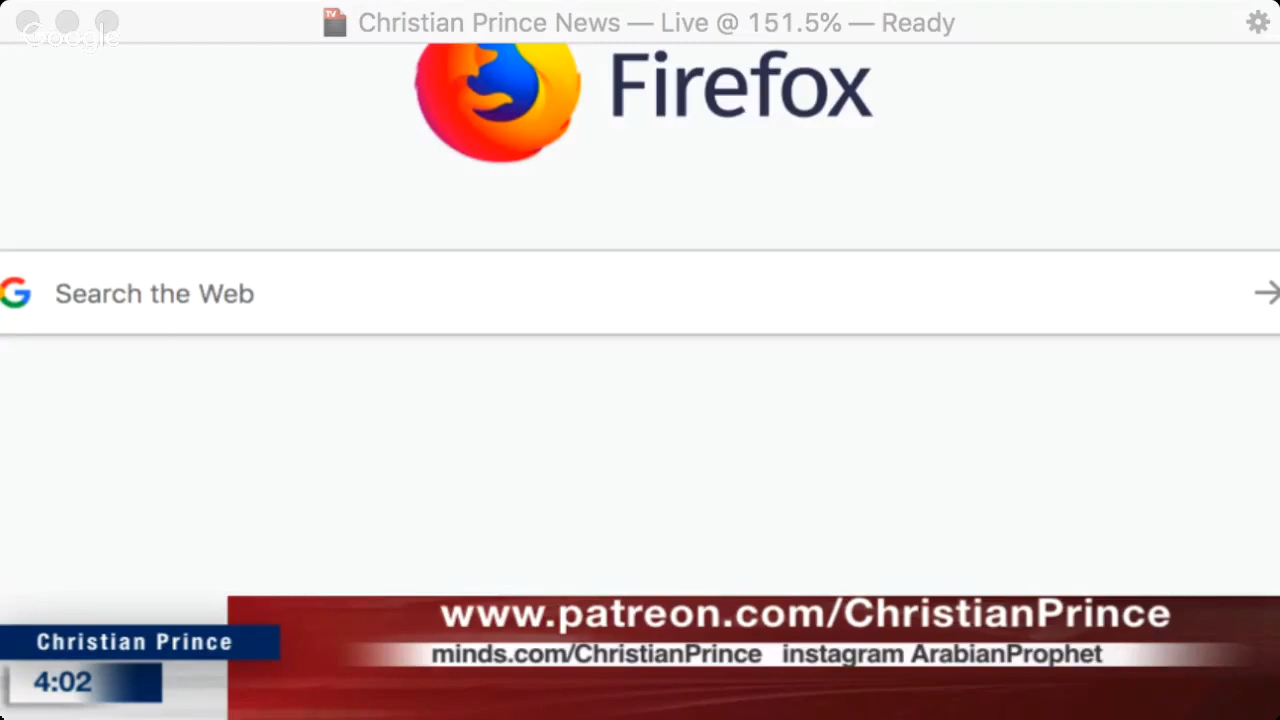 Christian Prince News — Live @ 151.5% — Ready
Google
Firefox
Search the Web
www.patreon.com/ChristianPrince
Christian Prince
minds.com/ChristianPrince instagram ArabianProphet
4:02